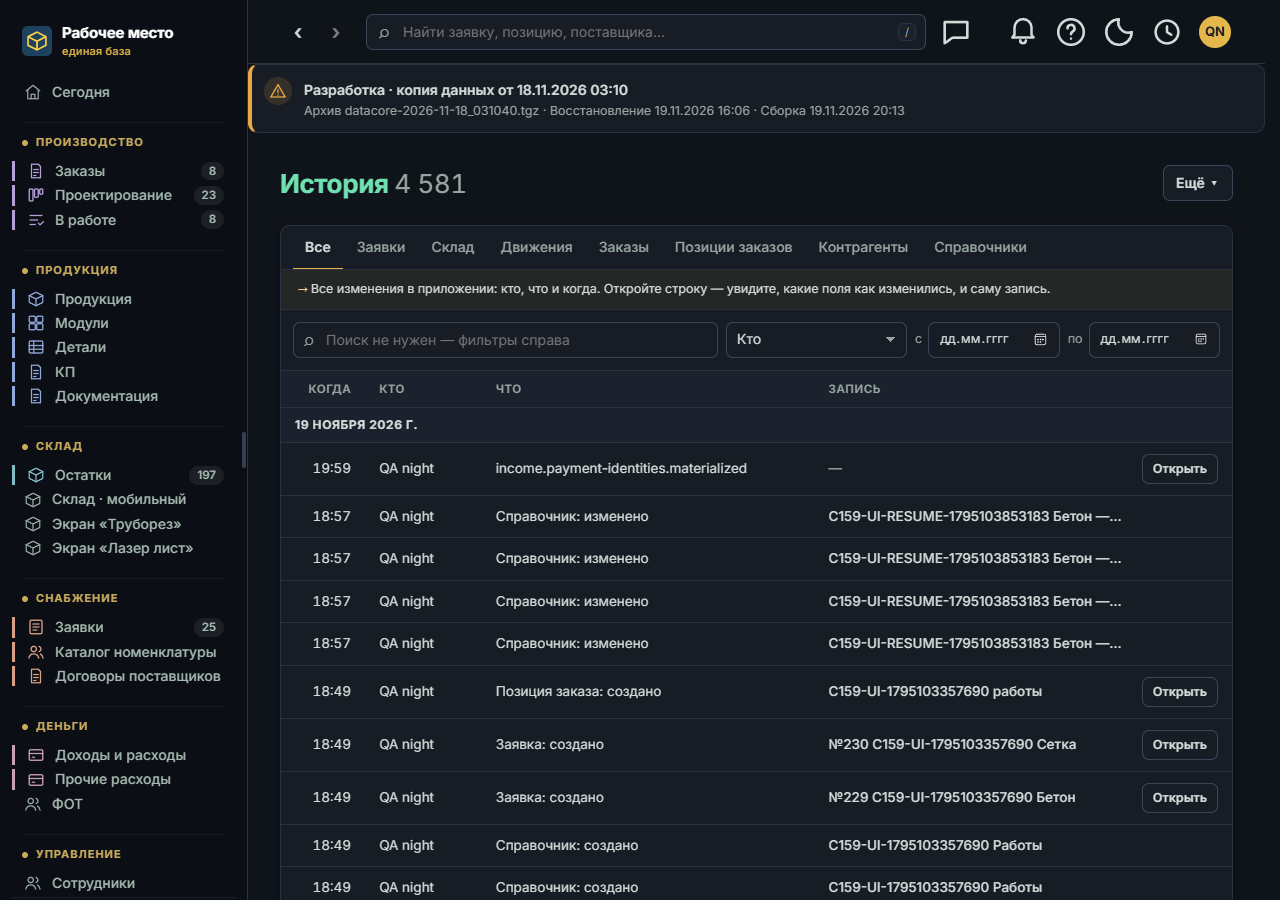 Рабочее место
единая база
Сегодня
ПРОИЗВОДСТВО
Заказы 8
Проектирование 23
В работе 8
ПРОДУКЦИЯ
Продукция
Модули
Детали
КП
Документация
СКЛАД
Остатки 197
Склад · мобильный
Экран «Труборез»
Экран «Лазер лист»
СНАБЖЕНИЕ
Заявки 25
Каталог номенклатуры
Договоры поставщиков
ДЕНЬГИ
Доходы и расходы
Прочие расходы
ФОТ
УПРАВЛЕНИЕ
Сотрудники
Найти заявку, позицию, поставщика... /
QN
Разработка · копия данных от 18.11.2026 03:10
Архив datacore-2026-11-18_031040.tgz · Восстановление 19.11.2026 16:06 · Сборка 19.11.2026 20:13
История 4 581
Ещё
Все Заявки Склад Движения Заказы Позиции заказов Контрагенты Справочники
→ Все изменения в приложении: кто, что и когда. Откройте строку — увидите, какие поля как изменились, и саму запись.
Поиск не нужен — фильтры справа Кто с дд.мм.гггг по дд.мм.гггг
КОГДА КТО ЧТО ЗАПИСЬ
19 НОЯБРЯ 2026 Г.
19:59 QA night income.payment-identities.materialized — Открыть
18:57 QA night Справочник: изменено C159-UI-RESUME-1795103853183 Бетон —...
18:57 QA night Справочник: изменено C159-UI-RESUME-1795103853183 Бетон —...
18:57 QA night Справочник: изменено C159-UI-RESUME-1795103853183 Бетон —...
18:57 QA night Справочник: изменено C159-UI-RESUME-1795103853183 Бетон —...
18:49 QA night Позиция заказа: создано C159-UI-1795103357690 работы Открыть
18:49 QA night Заявка: создано №230 C159-UI-1795103357690 Сетка Открыть
18:49 QA night Заявка: создано №229 C159-UI-1795103357690 Бетон Открыть
18:49 QA night Справочник: создано C159-UI-1795103357690 Работы
18:49 QA night Справочник: создано C159-UI-1795103357690 Работы